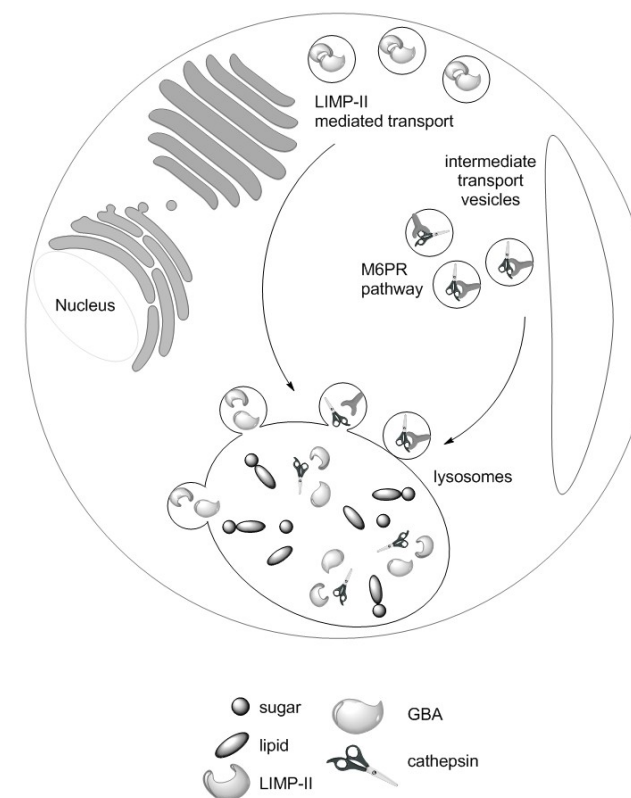 LIMP-II
mediated transport
intermediate
transport
vesicles
M6PR
pathway
Nucleus
lysosomes
sugar
GBA
lipid
cathepsin
LIMP-II